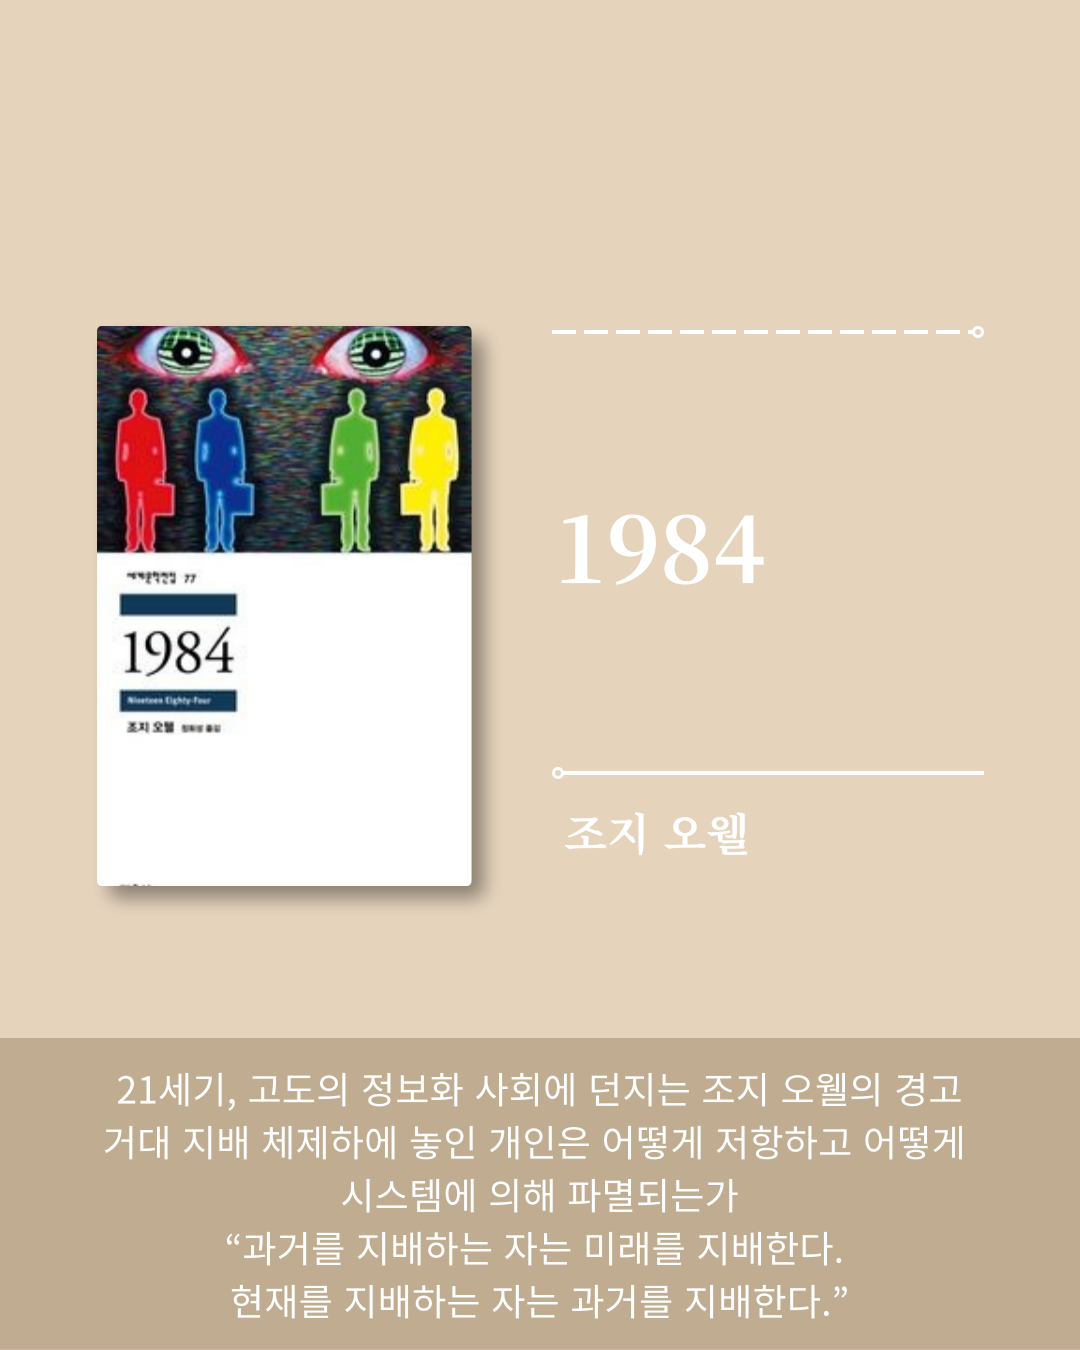 세계문학전집 77
1984
Nineteen Eighty-Four
조지 오웰 정회성 옮김
1984
조지 오웰
21세기, 고도의 정보화 사회에 던지는 조지 오웰의 경고
거대 지배 체제하에 놓인 개인은 어떻게 저항하고 어떻게
시스템에 의해 파멸되는가
“과거를 지배하는 자는 미래를 지배한다.
현재를 지배하는 자는 과거를 지배한다.”